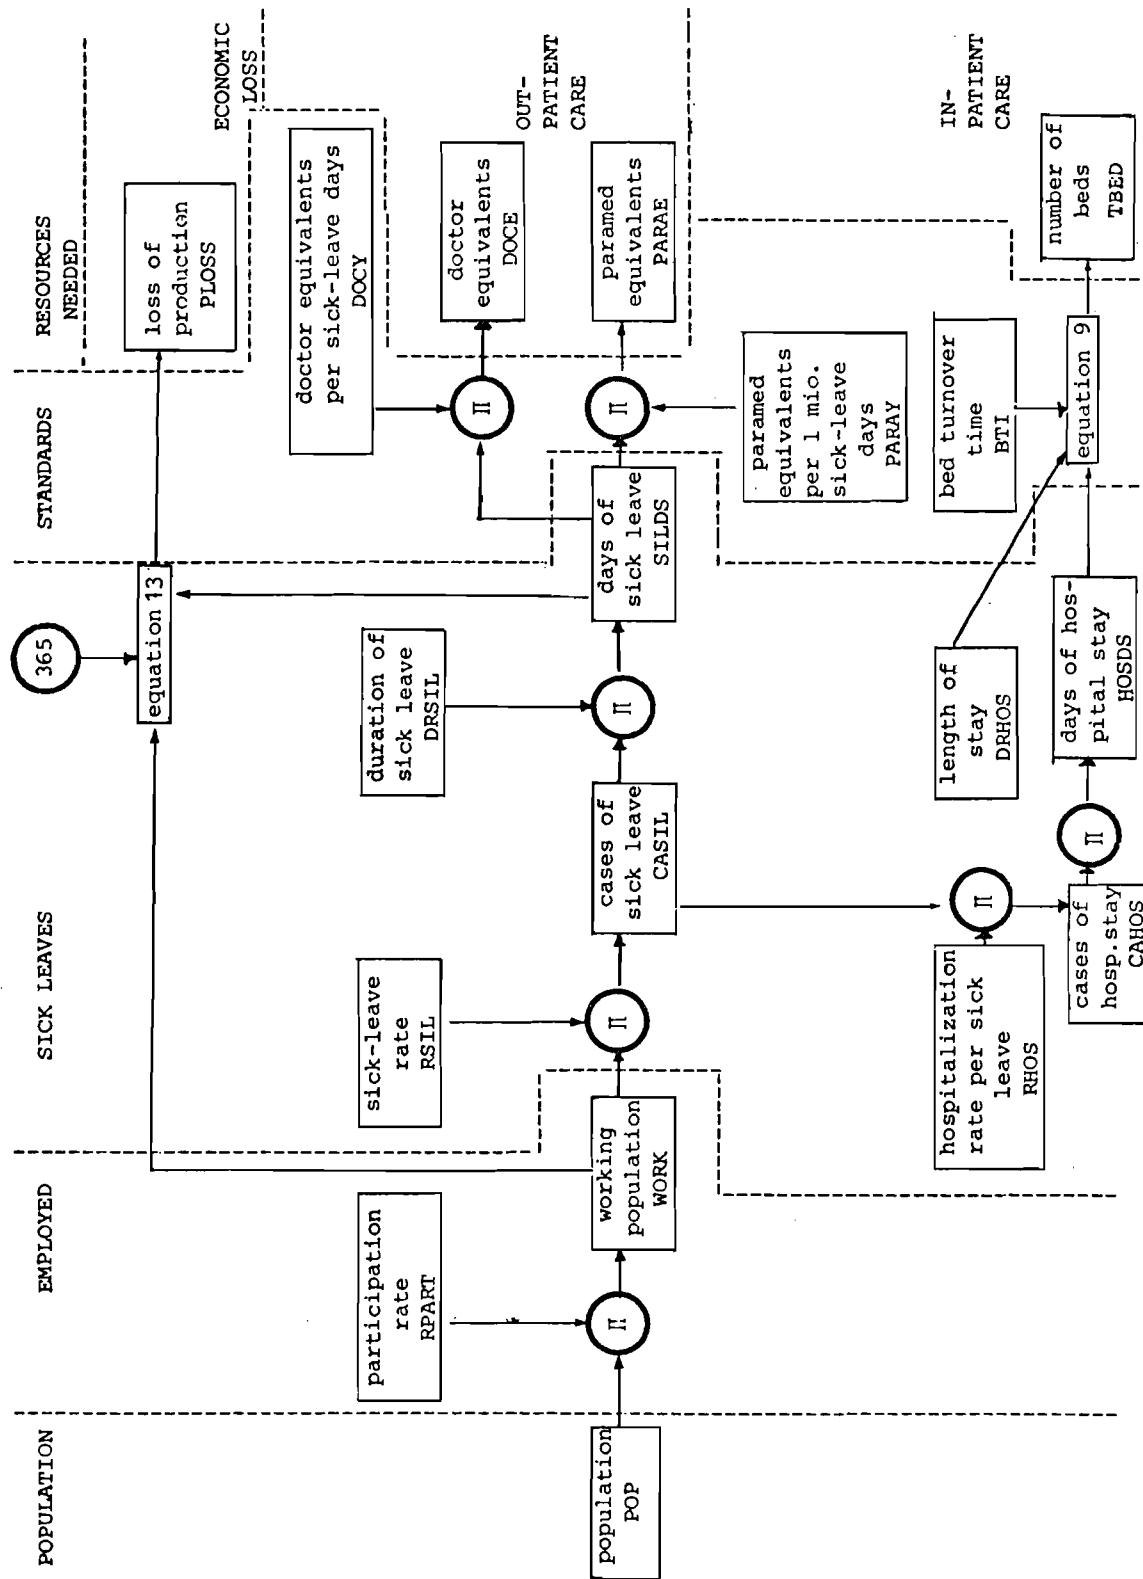 POPULATION
EMPLOYED
SICK LEAVES
STANDARDS
RESOURCES
NEEDED
365
equation 13
loss of
production
PLOSS
ECONOMIC
LOSS
participation
rate
RPART
sick-leave
rate
RSIL
duration of
sick leave
DRSIL
doctor equivalents
per sick-leave days
DOCY
Π
doctor
equivalents
DOCE
OUT-
PATIENT
CARE
population
POP
Π
working
population
WORK
Π
cases of
sick leave
CASIL
Π
days of
sick leave
SILDS
Π
paramed
equivalents
PARAE
paramed
equivalents
per 1 mio.
sick-leave
days
PARAY
hospitalization
rate per sick
leave
RHOS
Π
length of
stay
DRHOS
bed turnover
time
BTI
IN-
PATIENT
CARE
cases of
hosp.stay
CAHOS
Π
days of hos-
pital stay
HOSDS
equation 9
number of
beds
TBED